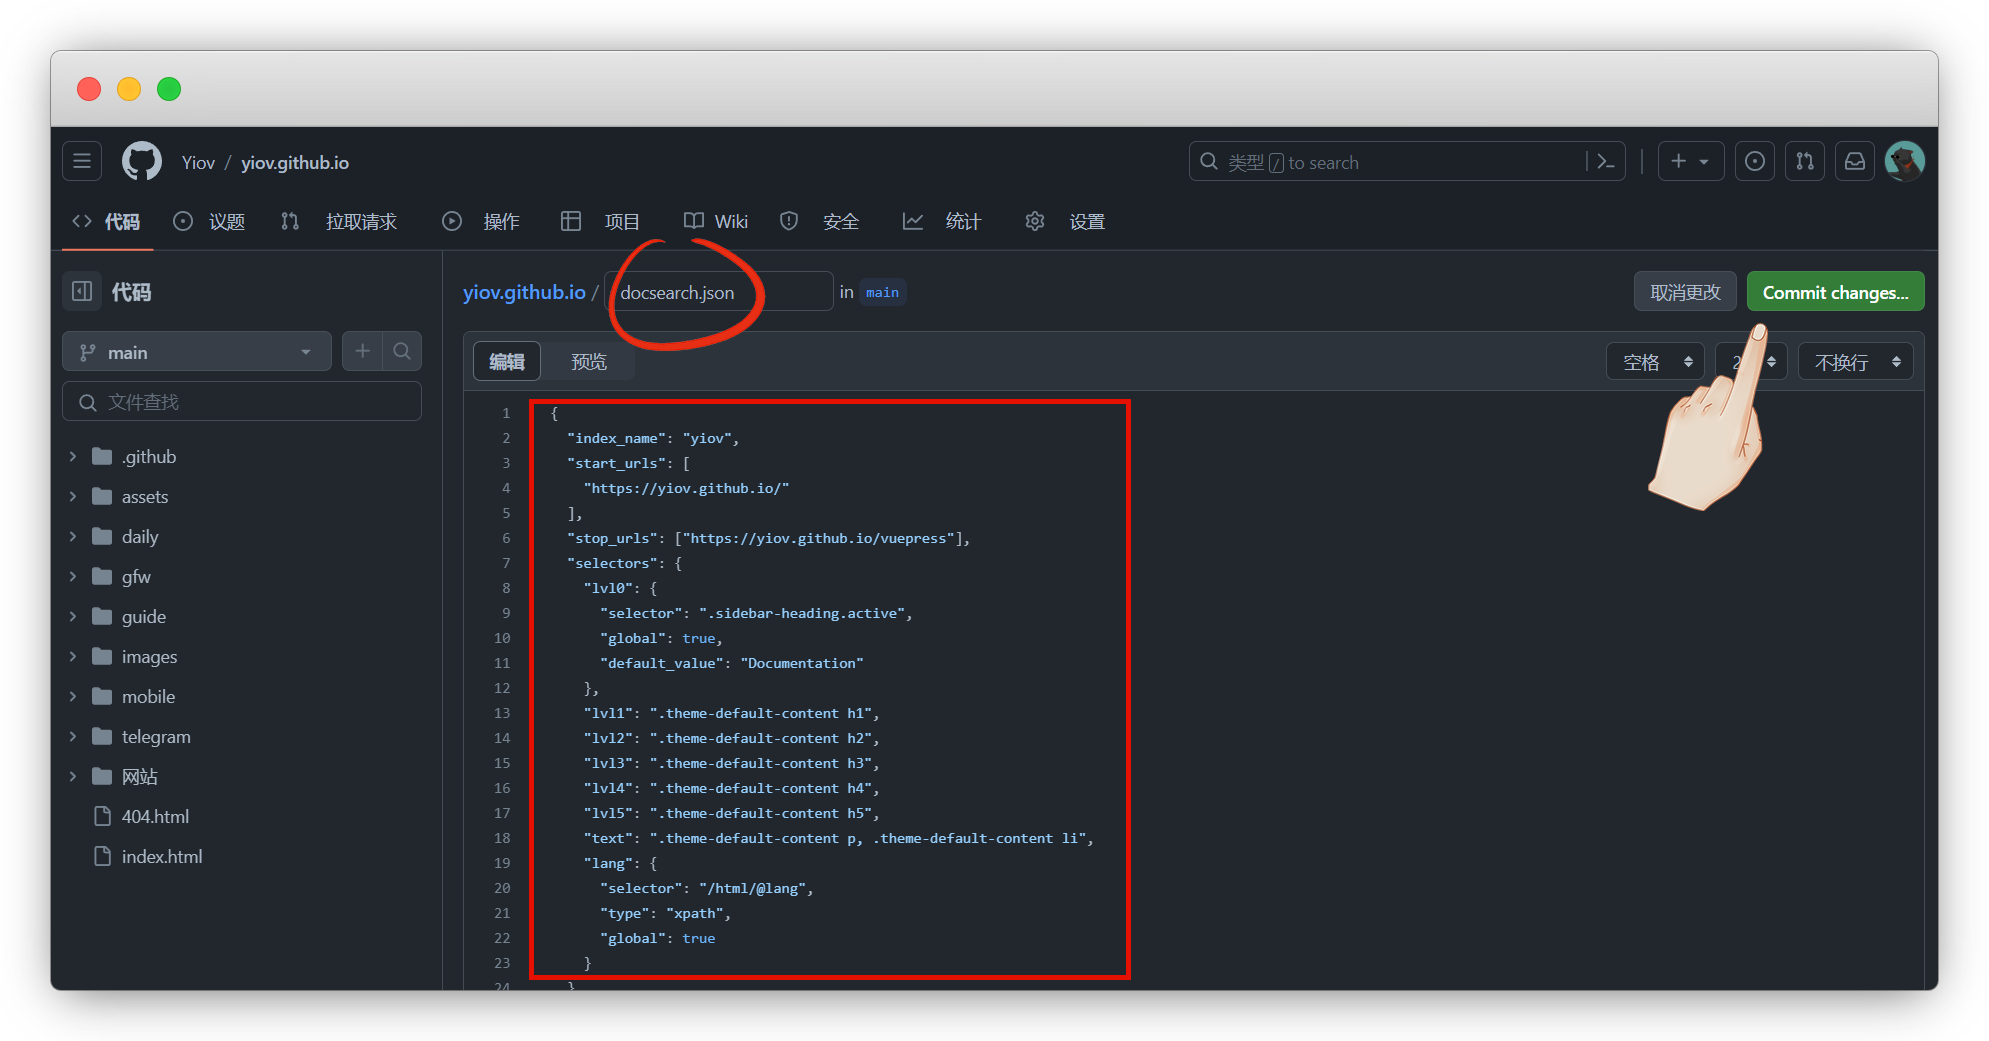 Yiov / yiov.github.io
类型 / to search
代码 议题 拉取请求 操作 项目 Wiki 安全 统计 设置
代码
yiov.github.io / docsearch.json in main
取消更改 Commit changes...
main
文件查找
编辑 预览
空格 2 不换行
.github
assets
daily
gfw
guide
images
mobile
telegram
网站
404.html
index.html
1 {
2 "index_name": "yiov",
3 "start_urls": [
4 "https://yiov.github.io/"
5 ],
6 "stop_urls": ["https://yiov.github.io/vuepress"],
7 "selectors": {
8 "lvl0": {
9 "selector": ".sidebar-heading.active",
10 "global": true,
11 "default_value": "Documentation"
12 },
13 "lvl1": ".theme-default-content h1",
14 "lvl2": ".theme-default-content h2",
15 "lvl3": ".theme-default-content h3",
16 "lvl4": ".theme-default-content h4",
17 "lvl5": ".theme-default-content h5",
18 "text": ".theme-default-content p, .theme-default-content li",
19 "lang": {
20 "selector": "/html/@lang",
21 "type": "xpath",
22 "global": true
23 }
24 }